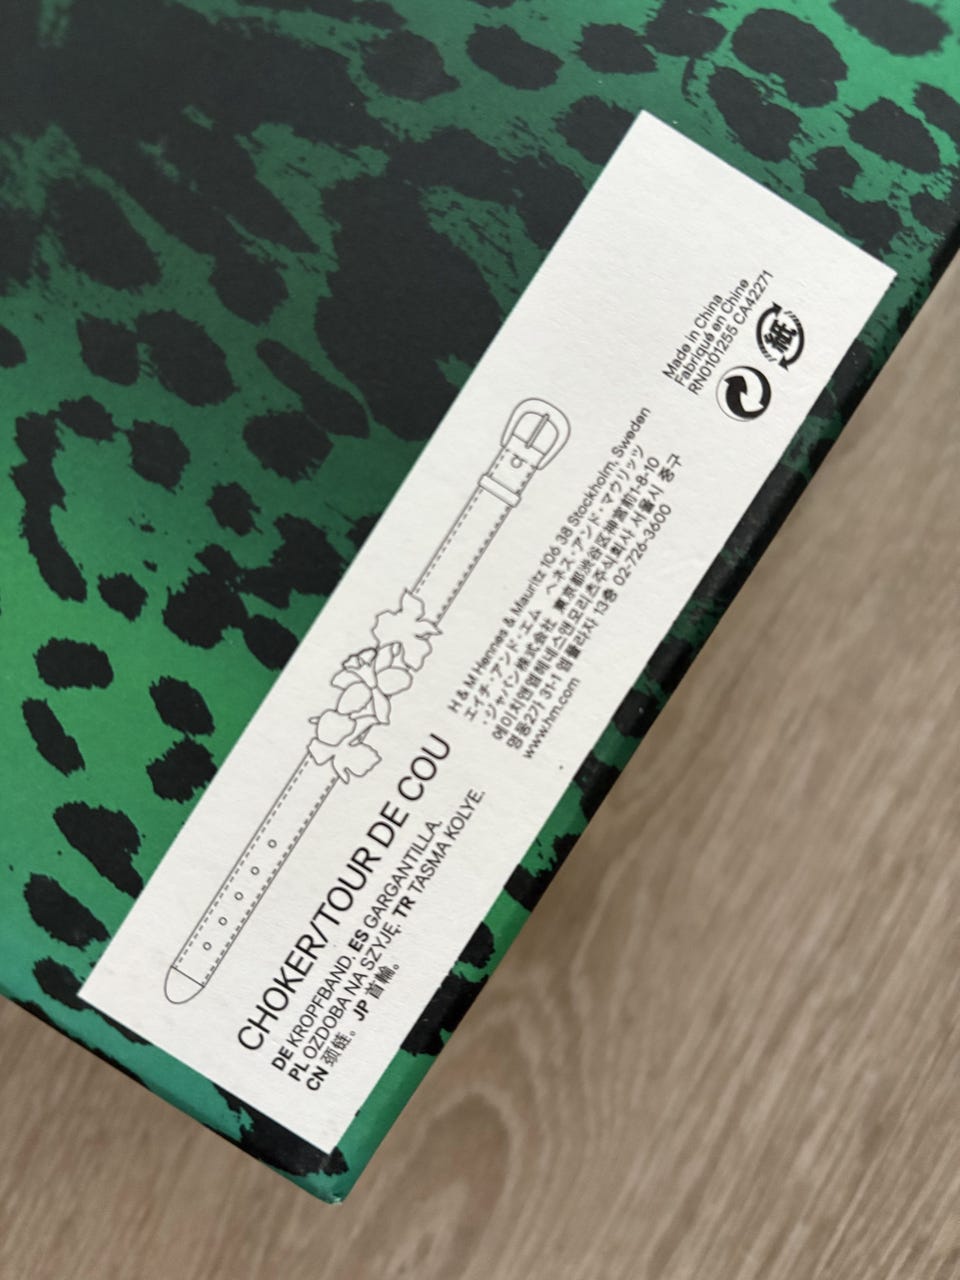 CHOKER/TOUR DE COU
DE KROPFBAND. ES GARGANTILLA.
PL OZDOBA NA SZYJĘ. TR TASMA KOLYE.
CN 颈链。 JP 首輪。
H & M Hennes & Mauritz 106 38 Stockholm, Sweden
エイチ・アンド・エム ヘネス・アンド・マウリッツ
・ジャパン株式会社 東京都渋谷区神宮前1-8-10
에이치앤엠헤네스앤모리츠주식회사 서울시 중구
명동2가 31-1 엠플라자 13층 02-726-3600
www.hm.com
Made in China
Fabriqué en Chine
RN0101255 CA42271
紙